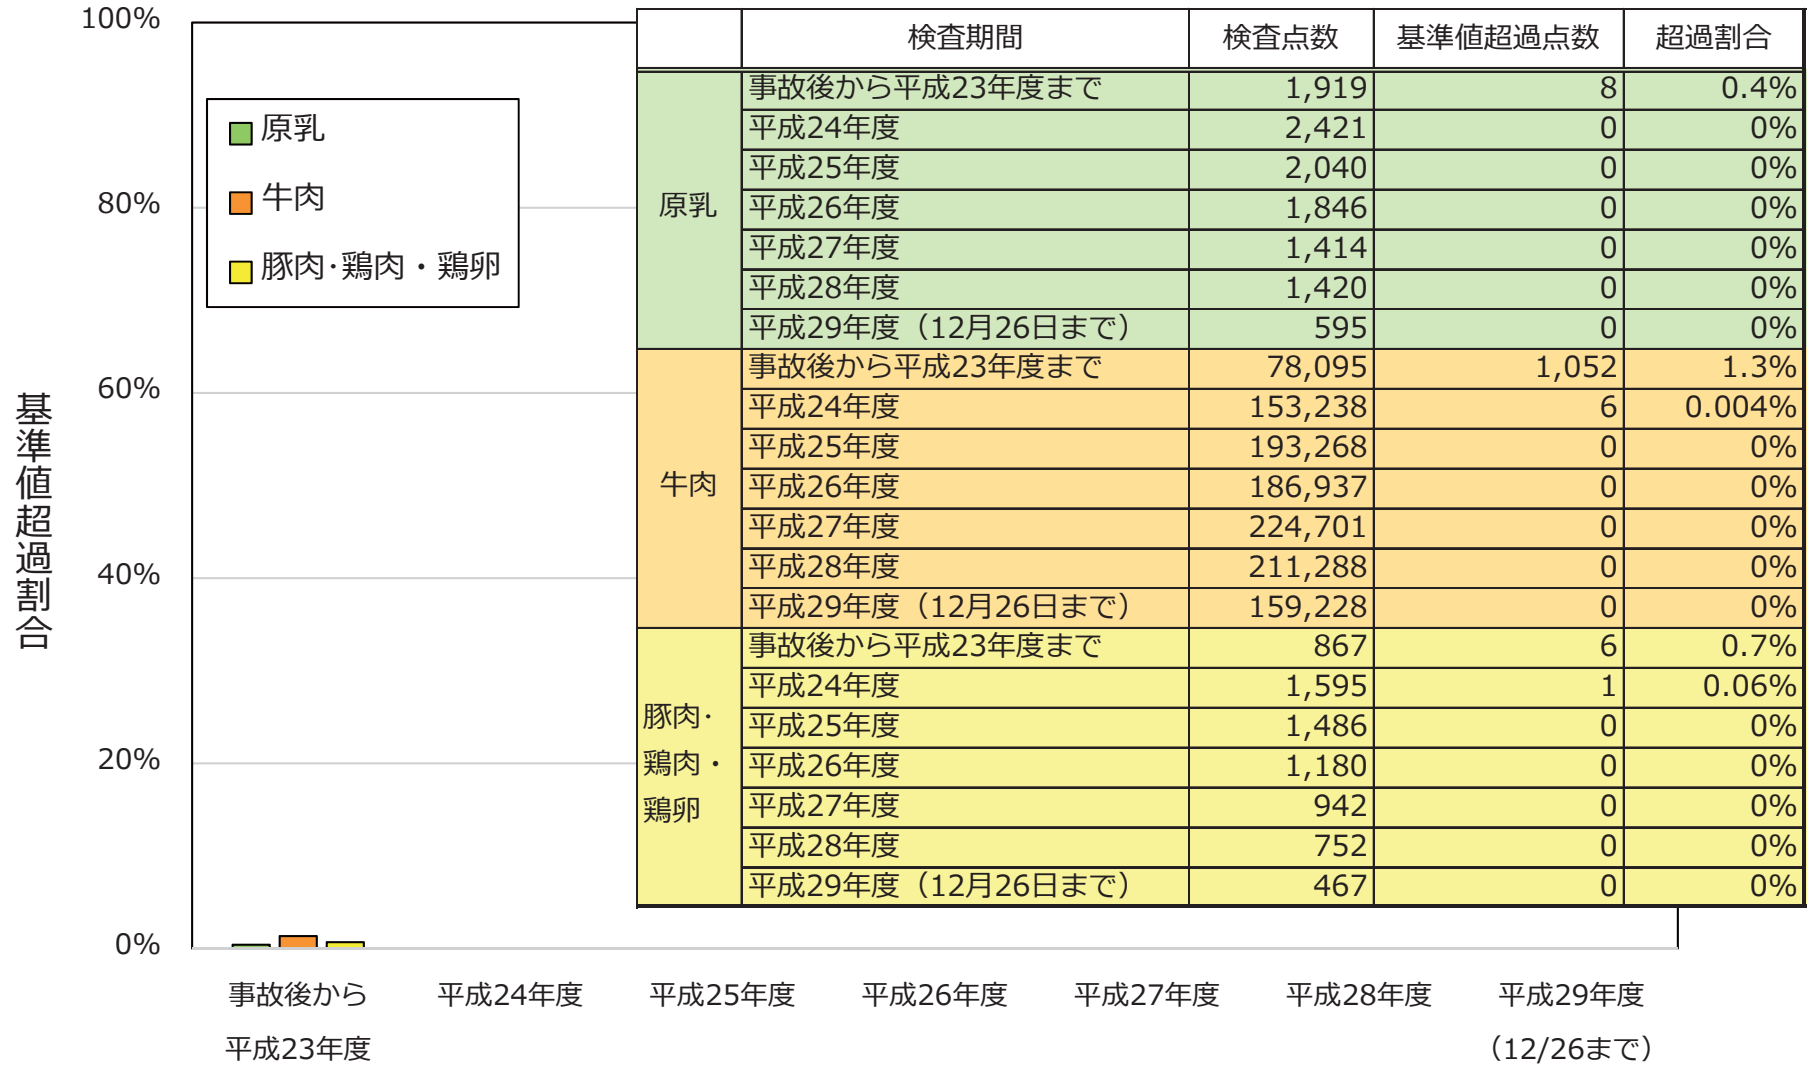 100%
80%
60%
40%
20%
0%
基準値超過割合
原乳
牛肉
豚肉･鶏肉・鶏卵
検査期間 検査点数 基準値超過点数 超過割合
原乳
事故後から平成23年度まで 1,919 8 0.4%
平成24年度 2,421 0 0%
平成25年度 2,040 0 0%
平成26年度 1,846 0 0%
平成27年度 1,414 0 0%
平成28年度 1,420 0 0%
平成29年度（12月26日まで） 595 0 0%
牛肉
事故後から平成23年度まで 78,095 1,052 1.3%
平成24年度 153,238 6 0.004%
平成25年度 193,268 0 0%
平成26年度 186,937 0 0%
平成27年度 224,701 0 0%
平成28年度 211,288 0 0%
平成29年度（12月26日まで） 159,228 0 0%
豚肉･
鶏肉・
鶏卵
事故後から平成23年度まで 867 6 0.7%
平成24年度 1,595 1 0.06%
平成25年度 1,486 0 0%
平成26年度 1,180 0 0%
平成27年度 942 0 0%
平成28年度 752 0 0%
平成29年度（12月26日まで） 467 0 0%
事故後から 平成24年度 平成25年度 平成26年度 平成27年度 平成28年度 平成29年度
平成23年度 （12/26まで）